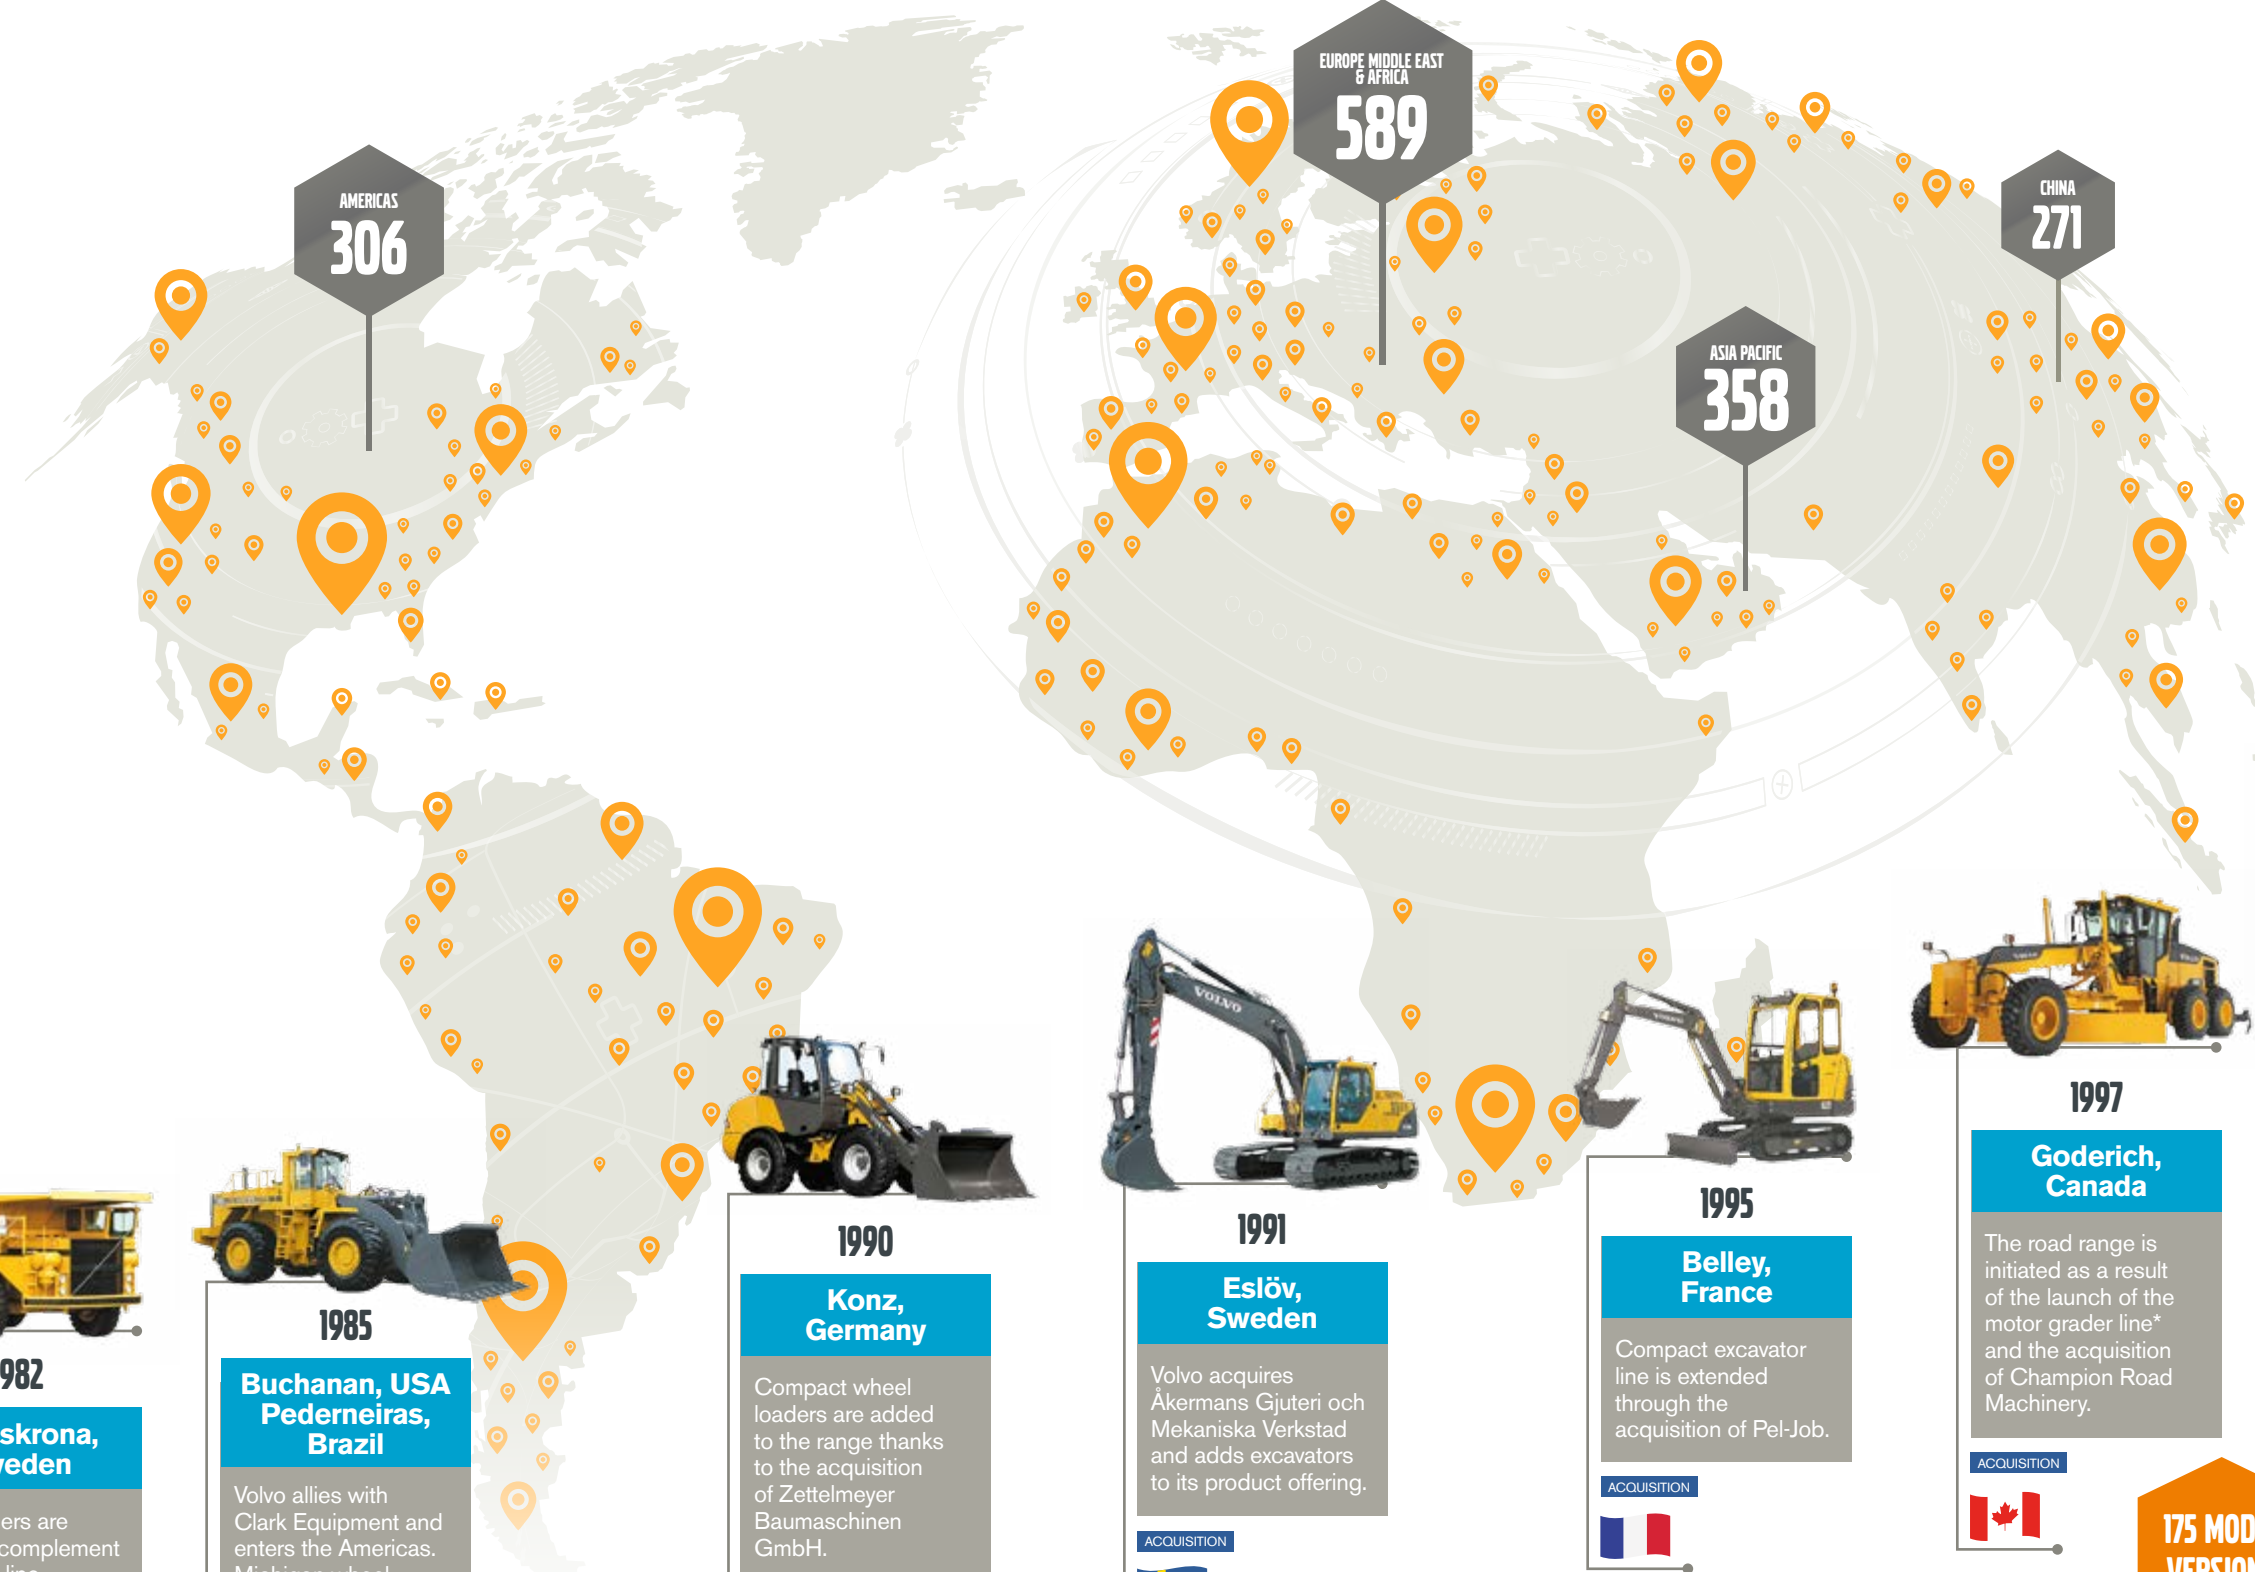 EUROPE MIDDLE EAST
& AFRICA
589
AMERICAS
306
CHINA
271
ASIA PACIFIC
358
982
skrona,
eden
ers are
complement
1985
Buchanan, USA
Pederneiras,
Brazil
Volvo allies with
Clark Equipment and
enters the Americas.
Michigan wheel
1990
Konz,
Germany
Compact wheel
loaders are added
to the range thanks
to the acquisition
of Zettelmeyer
Baumaschinen
GmbH.
VOLVO
1991
Eslöv,
Sweden
Volvo acquires
Åkermans Gjuteri och
Mekaniska Verkstad
and adds excavators
to its product offering.
ACQUISITION
1995
Belley,
France
Compact excavator
line is extended
through the
acquisition of Pel-Job.
ACQUISITION
1997
Goderich,
Canada
The road range is
initiated as a result
of the launch of the
motor grader line*
and the acquisition
of Champion Road
Machinery.
ACQUISITION
175 MOD
VERSION